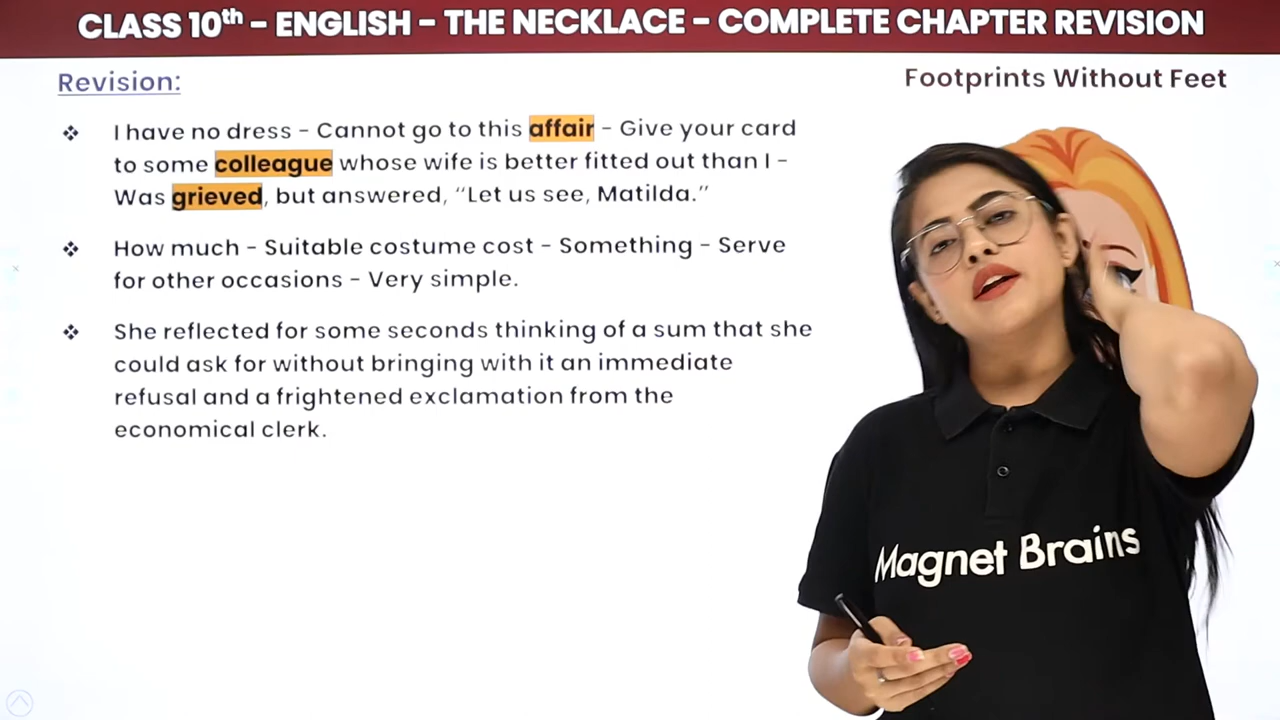 CLASS 10th – ENGLISH – THE NECKLACE – COMPLETE CHAPTER REVISION
Revision:
Footprints Without Feet
❖ I have no dress – Cannot go to this affair – Give your card
to some colleague whose wife is better fitted out than I –
Was grieved, but answered, “Let us see, Matilda.”
❖ How much – Suitable costume cost – Something – Serve
for other occasions – Very simple.
❖ She reflected for some seconds thinking of a sum that she
could ask for without bringing with it an immediate
refusal and a frightened exclamation from the
economical clerk.
Magnet Brains